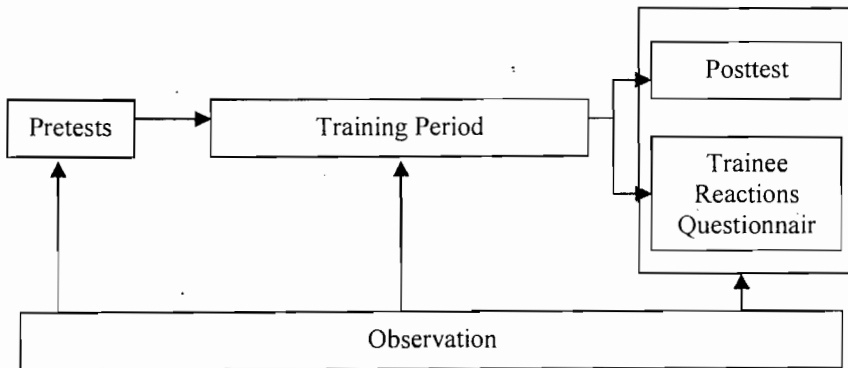 Pretests
Training Period
Posttest
Trainee
Reactions
Questionnair
Observation